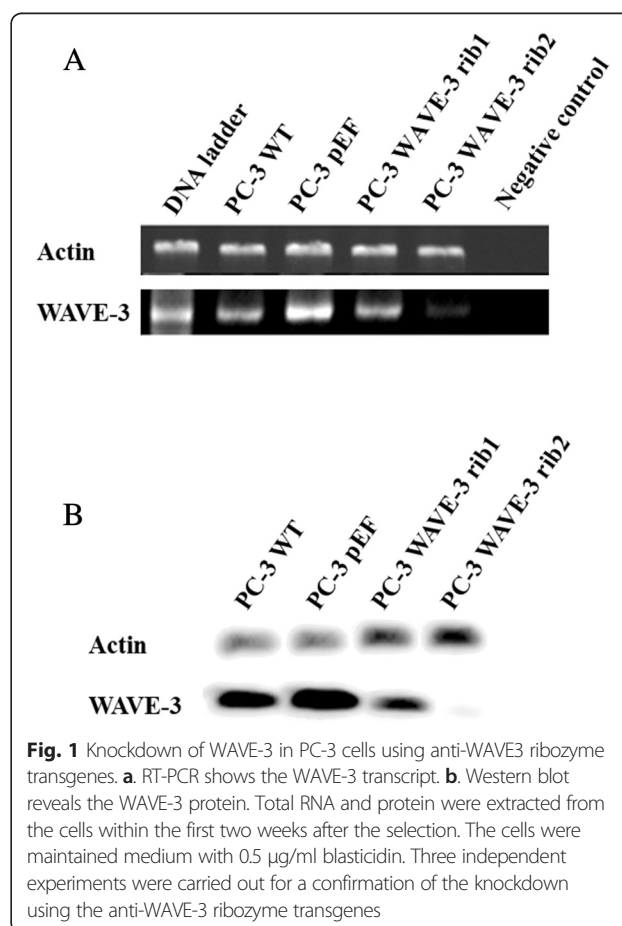 A
DNA ladder
PC-3 WT
PC-3 pEF
PC-3 WAVE-3 rib1
PC-3 WAVE-3 rib2
Negative control
Actin
WAVE-3
B
PC-3 WT
PC-3 pEF
PC-3 WAVE-3 rib1
PC-3 WAVE-3 rib2
Actin
WAVE-3
Fig. 1 Knockdown of WAVE-3 in PC-3 cells using anti-WAVE3 ribozyme
transgenes. a. RT-PCR shows the WAVE-3 transcript. b. Western blot
reveals the WAVE-3 protein. Total RNA and protein were extracted from
the cells within the first two weeks after the selection. The cells were
maintained medium with 0.5 μg/ml blasticidin. Three independent
experiments were carried out for a confirmation of the knockdown
using the anti-WAVE-3 ribozyme transgenes